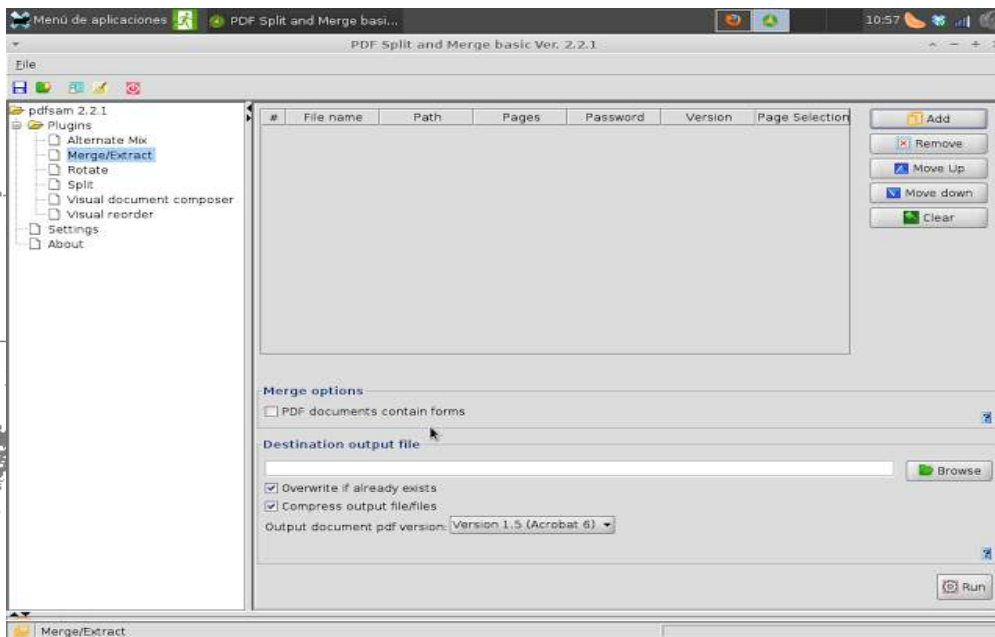 Menú de aplicaciones PDF Split and Merge basi... 10:57
PDF Split and Merge basic Ver. 2.2.1
File
pdfsam 2.2.1
Plugins
Alternate Mix
Merge/Extract
Rotate
Split
Visual document composer
Visual reorder
Settings
About
# File name Path Pages Password Version Page Selection
Add
Remove
Move Up
Move down
Clear
Merge options
PDF documents contain forms
Destination output file
Browse
Overwrite if already exists
Compress output file/files
Output document pdf version: Version 1.5 (Acrobat 6)
Run
Merge/Extract